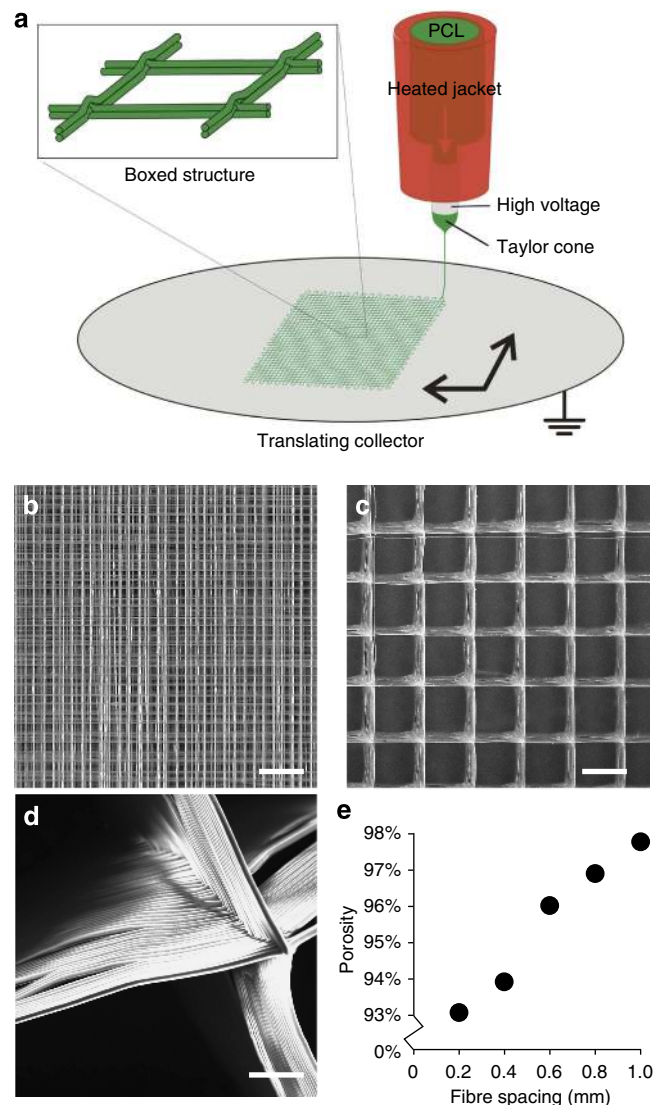 a
PCL
Heated jacket
Boxed structure
High voltage
Taylor cone
Translating collector
b
c
d
e
98%
97%
96%
95%
94%
93%
0%
Porosity
0 0.2 0.4 0.6 0.8 1.0
Fibre spacing (mm)